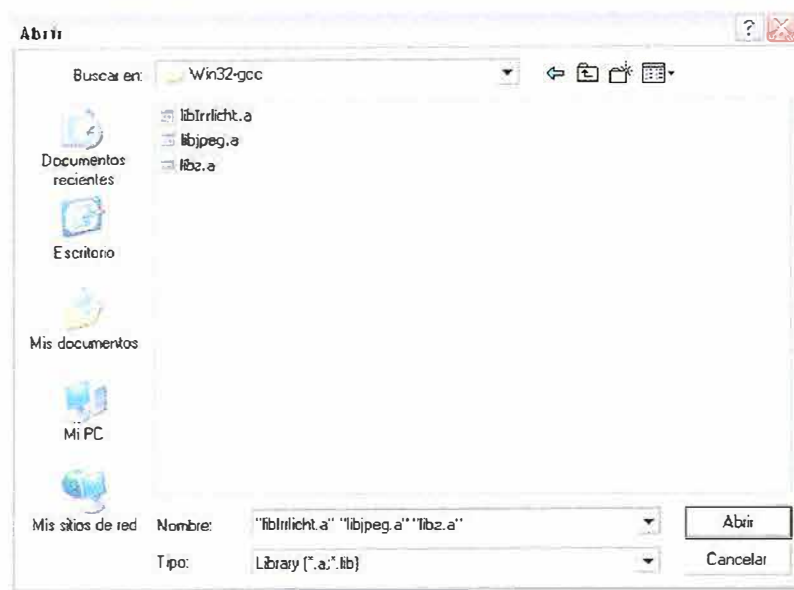 Abrir
Buscar en: Win32-gcc
libIrrlicht.a
libjpeg.a
libz.a
Documentos recientes
Escritorio
Mis documentos
Mi PC
Mis sitios de red
Nombre: "libIrrlicht.a" "libjpeg.a" "libz.a" Abrir
Tipo: Library (*.a;*.lib) Cancelar